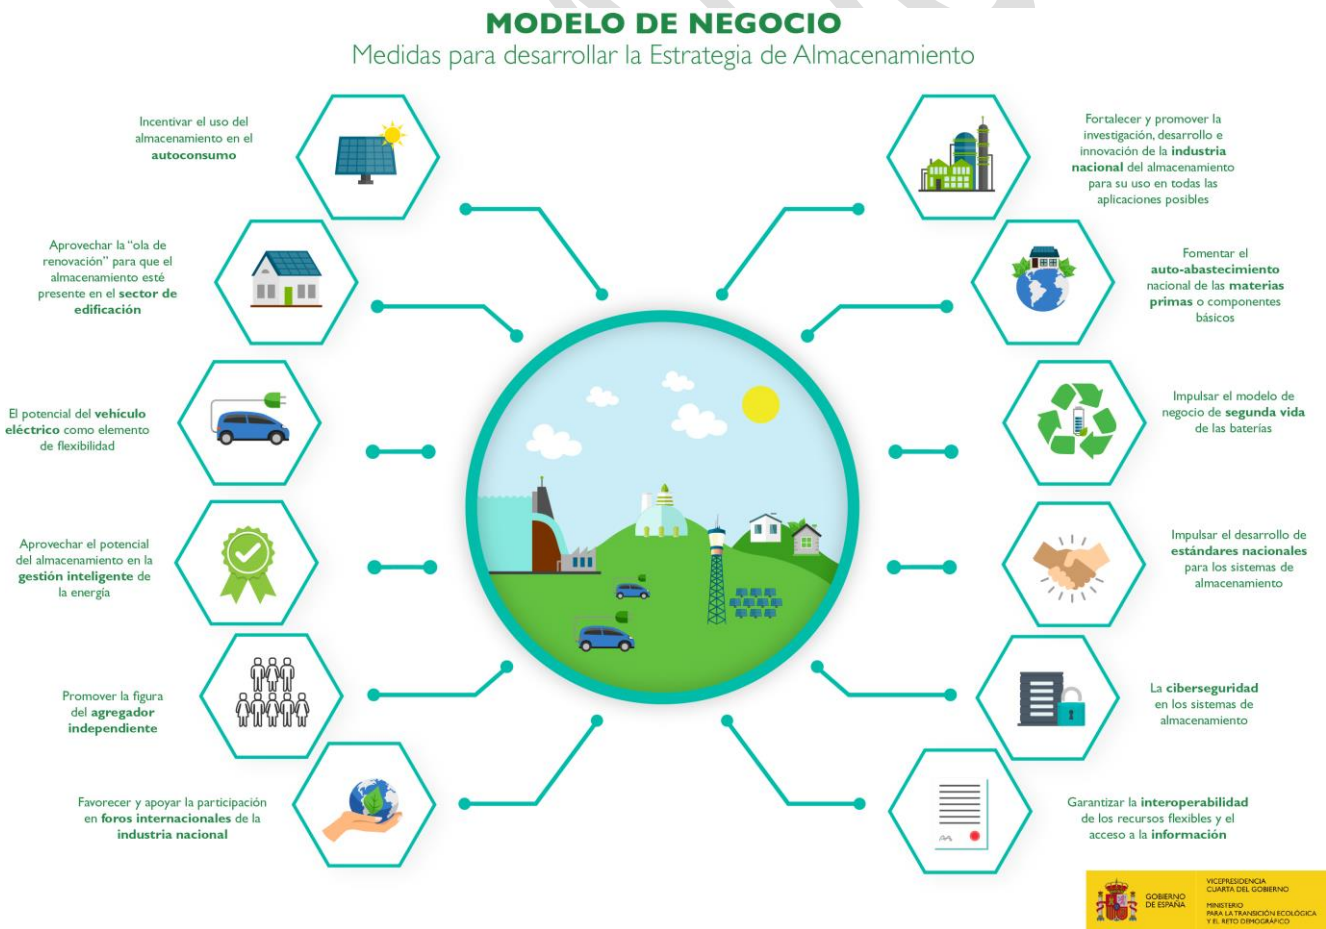 MODELO DE NEGOCIO
Medidas para desarrollar la Estrategia de Almacenamiento
Incentivar el uso del
almacenamiento en el
autoconsumo
Aprovechar la “ola de
renovación” para que el
almacenamiento esté
presente en el sector de
edificación
El potencial del vehículo
eléctrico como elemento
de flexibilidad
Aprovechar el potencial
del almacenamiento en la
gestión inteligente de
la energía
Promover la figura
del agregador
independiente
Favorecer y apoyar la participación
en foros internacionales de la
industria nacional
Fortalecer y promover la
investigación, desarrollo e
innovación de la industria
nacional del almacenamiento
para su uso en todas las
aplicaciones posibles
Fomentar el
auto-abastecimiento
nacional de las materias
primas o componentes
básicos
Impulsar el modelo de
negocio de segunda vida
de las baterías
Impulsar el desarrollo de
estándares nacionales
para los sistemas de
almacenamiento
La ciberseguridad
en los sistemas de
almacenamiento
Garantizar la interoperabilidad
de los recursos flexibles y el
acceso a la información
GOBIERNO
DE ESPAÑA
VICEPRESIDENCIA
CUARTA DEL GOBIERNO
MINISTERIO
PARA LA TRANSICIÓN ECOLÓGICA
Y EL RETO DEMOGRÁFICO